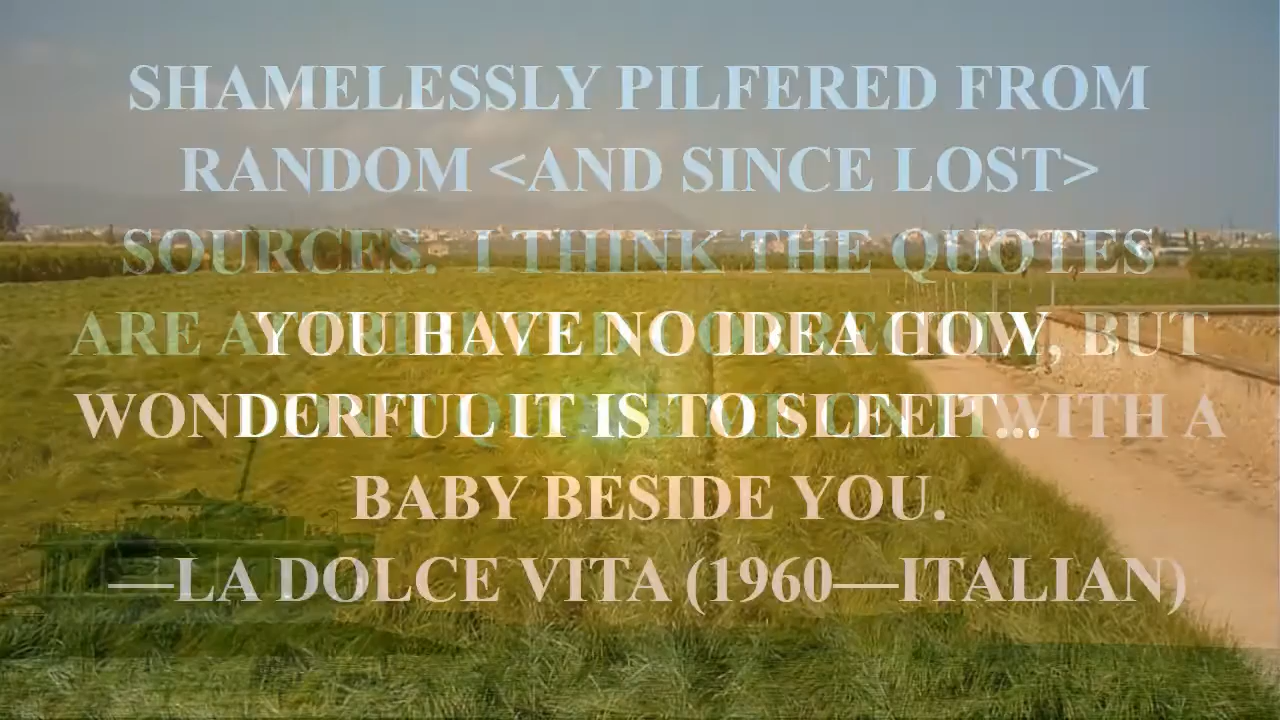 SHAMELESSLY PILFERED FROM
RANDOM <AND SINCE LOST>
SOURCES. I THINK THE QUOTES
ARE BUT
YOU HAVE NO IDEA HOW
WONDERFUL IT IS TO SLEEP WITH A
BABY BESIDE YOU.
—LA DOLCE VITA (1960—ITALIAN)